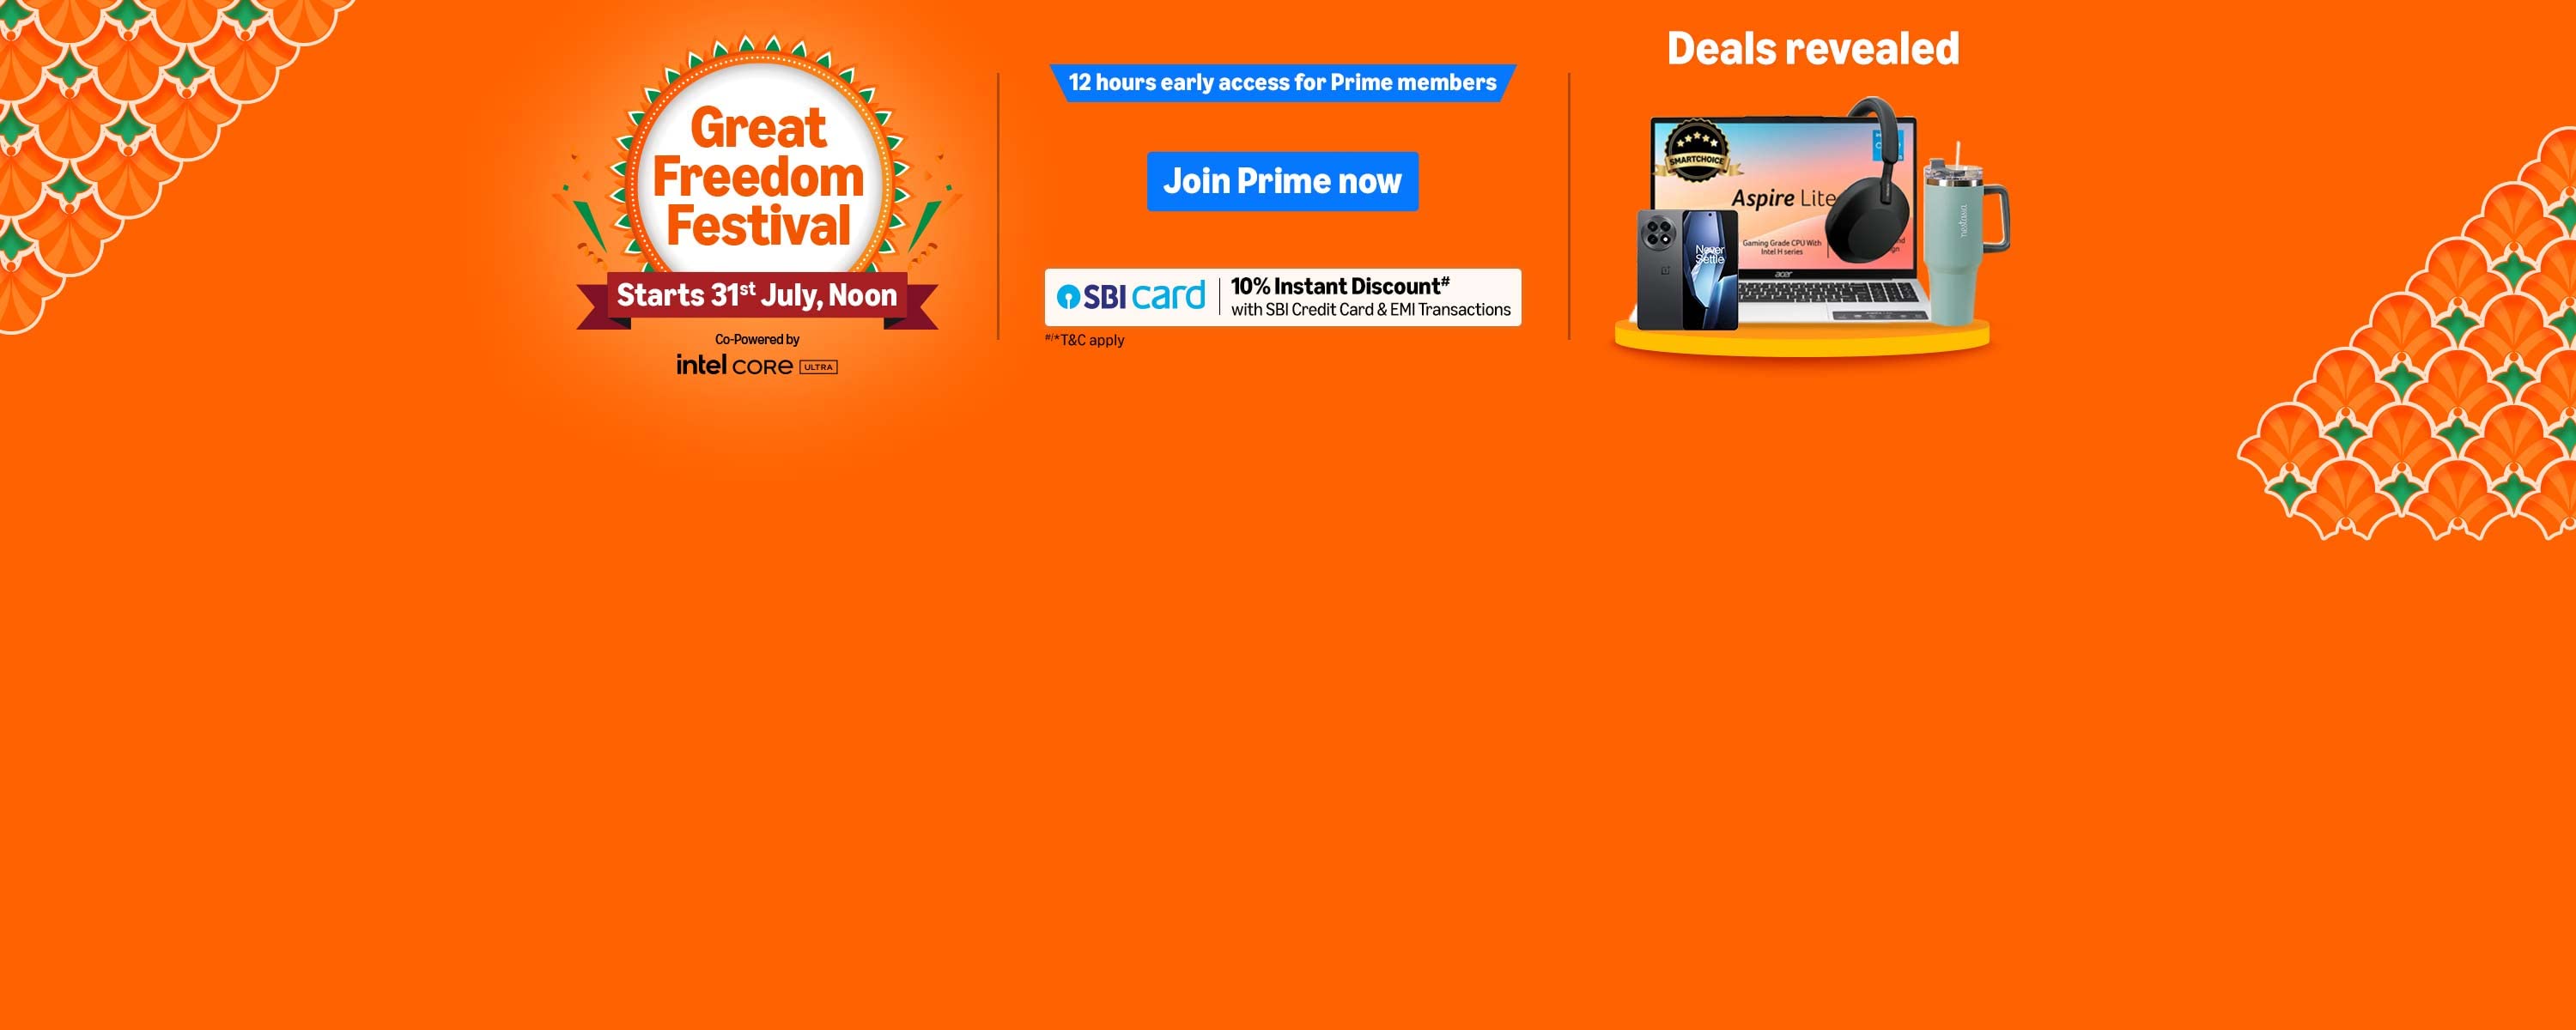 Great
Freedom
Festival
Starts 31st July, Noon
Co-Powered by
intel CORE ULTRA
12 hours early access for Prime members
Join Prime now
SBI card
10% Instant Discount#
with SBI Credit Card & EMI Transactions
#/*T&C apply
Deals revealed
SMARTCHOICE
Aspire Lite
Gaming Grade CPU With
Intel H series
Never
Settle
acer